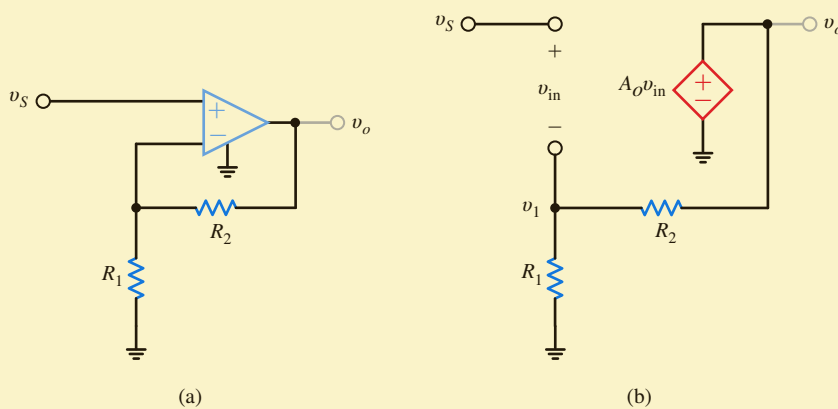 v_S
+
−
v_o
R_2
R_1
(a)
v_S
+
v_in
−
v_1
R_1
R_2
A_O v_in
+
−
v_o
(b)